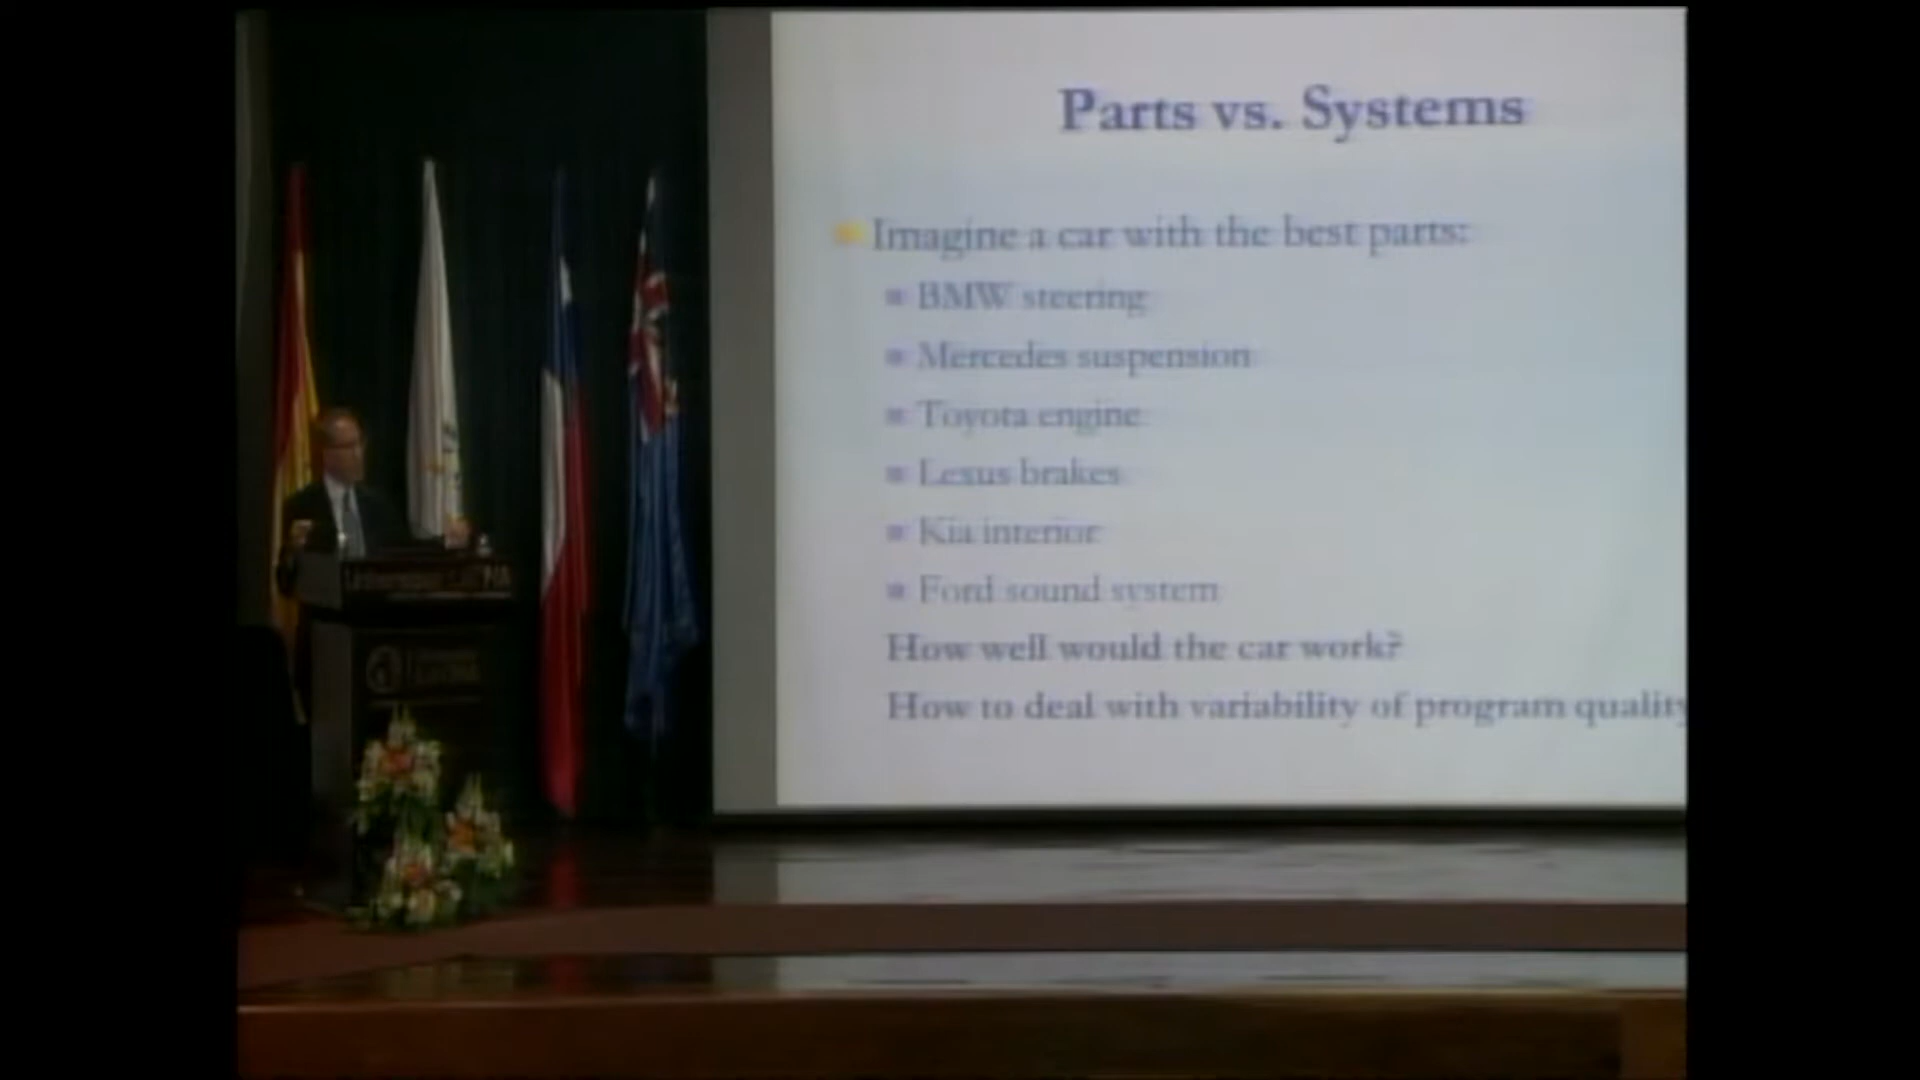 Parts vs. Systems
Imagine a car with the best parts:
BMW steering
Mercedes suspension
Toyota engine
Lexus brakes
Kia interior
Ford sound system
How well would the car work?
How to deal with variability of program quality